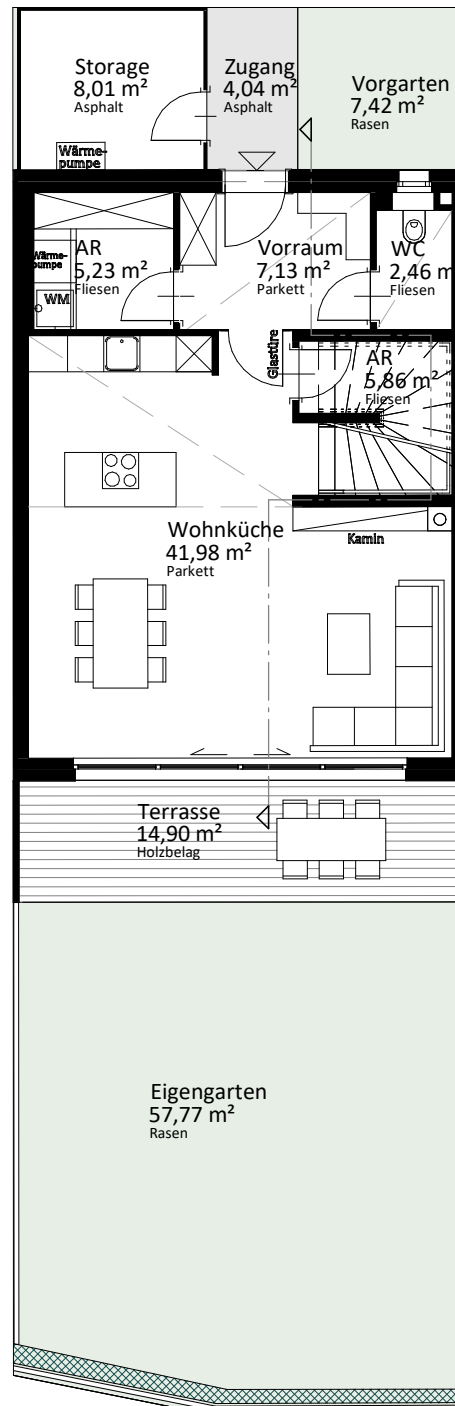 Storage
8,01 m²
Asphalt
Zugang
4,04 m²
Asphalt
Vorgarten
7,42 m²
Rasen
Wärme-
pumpe
AR
5,23 m²
Fliesen
Wärme-
pumpe
WM
Vorraum
7,13 m²
Parkett
WC
2,46 m
Fliesen
Glastüre
AR
5,86 m²
Fliesen
Wohnküche
41,98 m²
Parkett
Kamin
Terrasse
14,90 m²
Holzbelag
Eigengarten
57,77 m²
Rasen